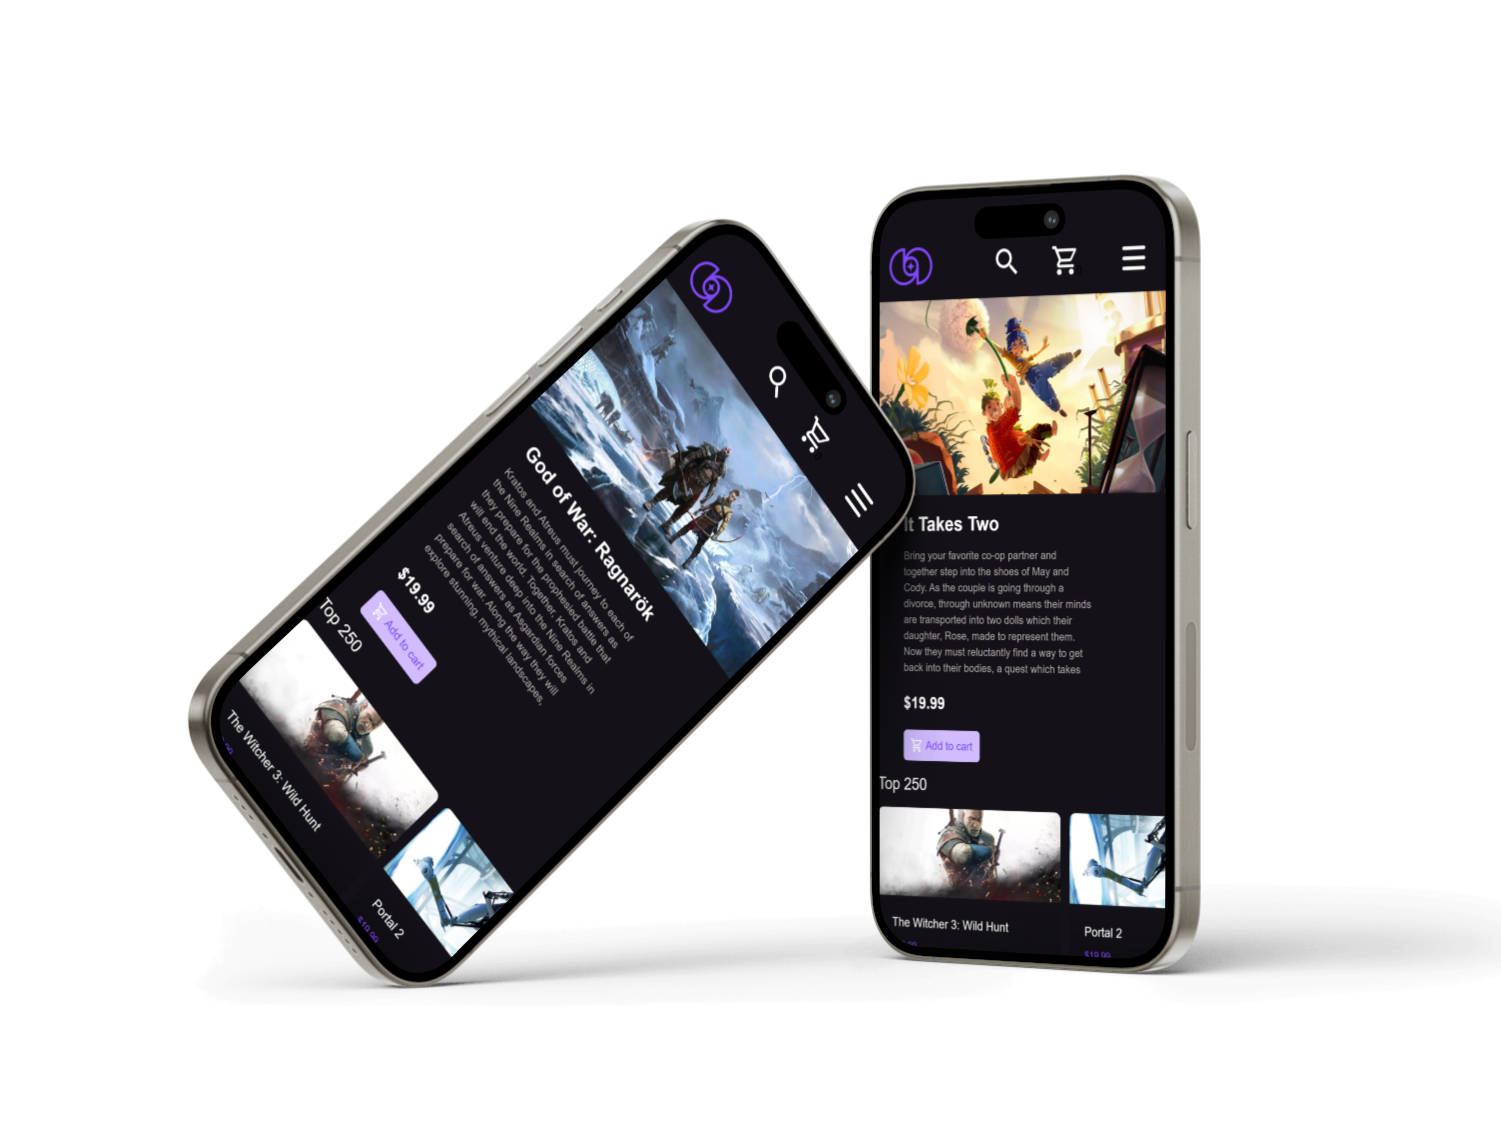 God of War: Ragnarök
Kratos and Atreus must journey to each of
the Nine Realms in search of answers as
they prepare for the prophesied battle that
will end the world. Together, Kratos and
Atreus venture deep into the Nine Realms in
search of answers as Asgardian forces
prepare for war. Along the way they will
explore stunning, mythical landscapes,
$19.99
Add to cart
Top 250
The Witcher 3: Wild Hunt
Portal 2
$19.99
It Takes Two
Bring your favorite co-op partner and
together step into the shoes of May and
Cody. As the couple is going through a
divorce, through unknown means their minds
are transported into two dolls which their
daughter, Rose, made to represent them.
Now they must reluctantly find a way to get
back into their bodies, a quest which takes
$19.99
Add to cart
Top 250
The Witcher 3: Wild Hunt
Portal 2
$19.99